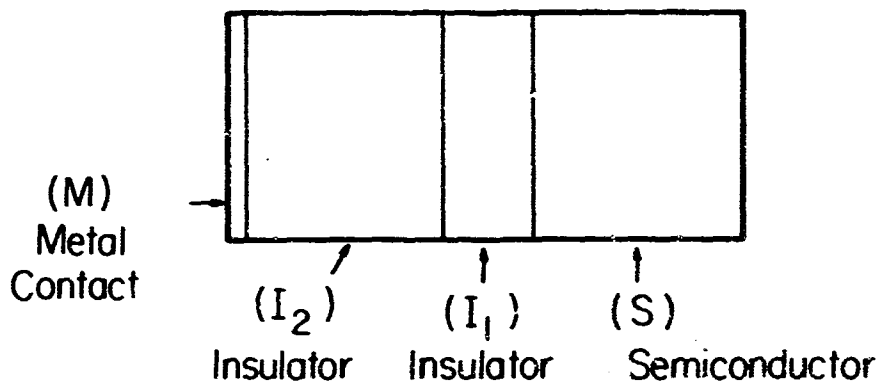 (M)
Metal
Contact
(I₂)
Insulator
(I₁)
Insulator
(S)
Semiconductor